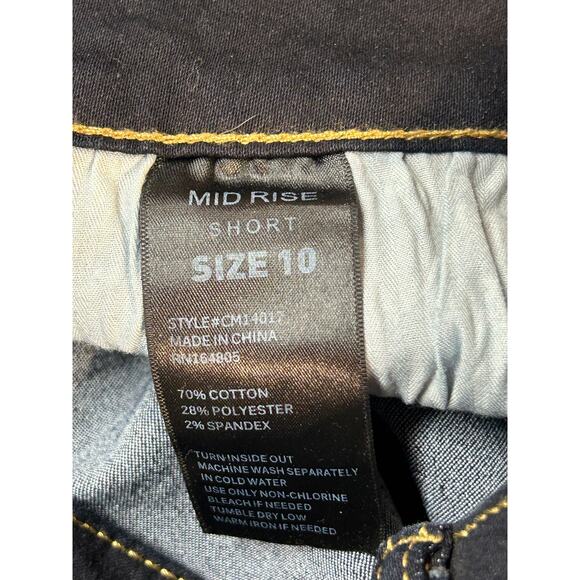 MID RISE
SHORT
SIZE 10
STYLE#CM14017
MADE IN CHINA
RN164805
70% COTTON
28% POLYESTER
2% SPANDEX
TURN INSIDE OUT
MACHINE WASH SEPARATELY
IN COLD WATER
USE ONLY NON-CHLORINE
BLEACH IF NEEDED
TUMBLE DRY LOW
WARM IRON IF NEEDED